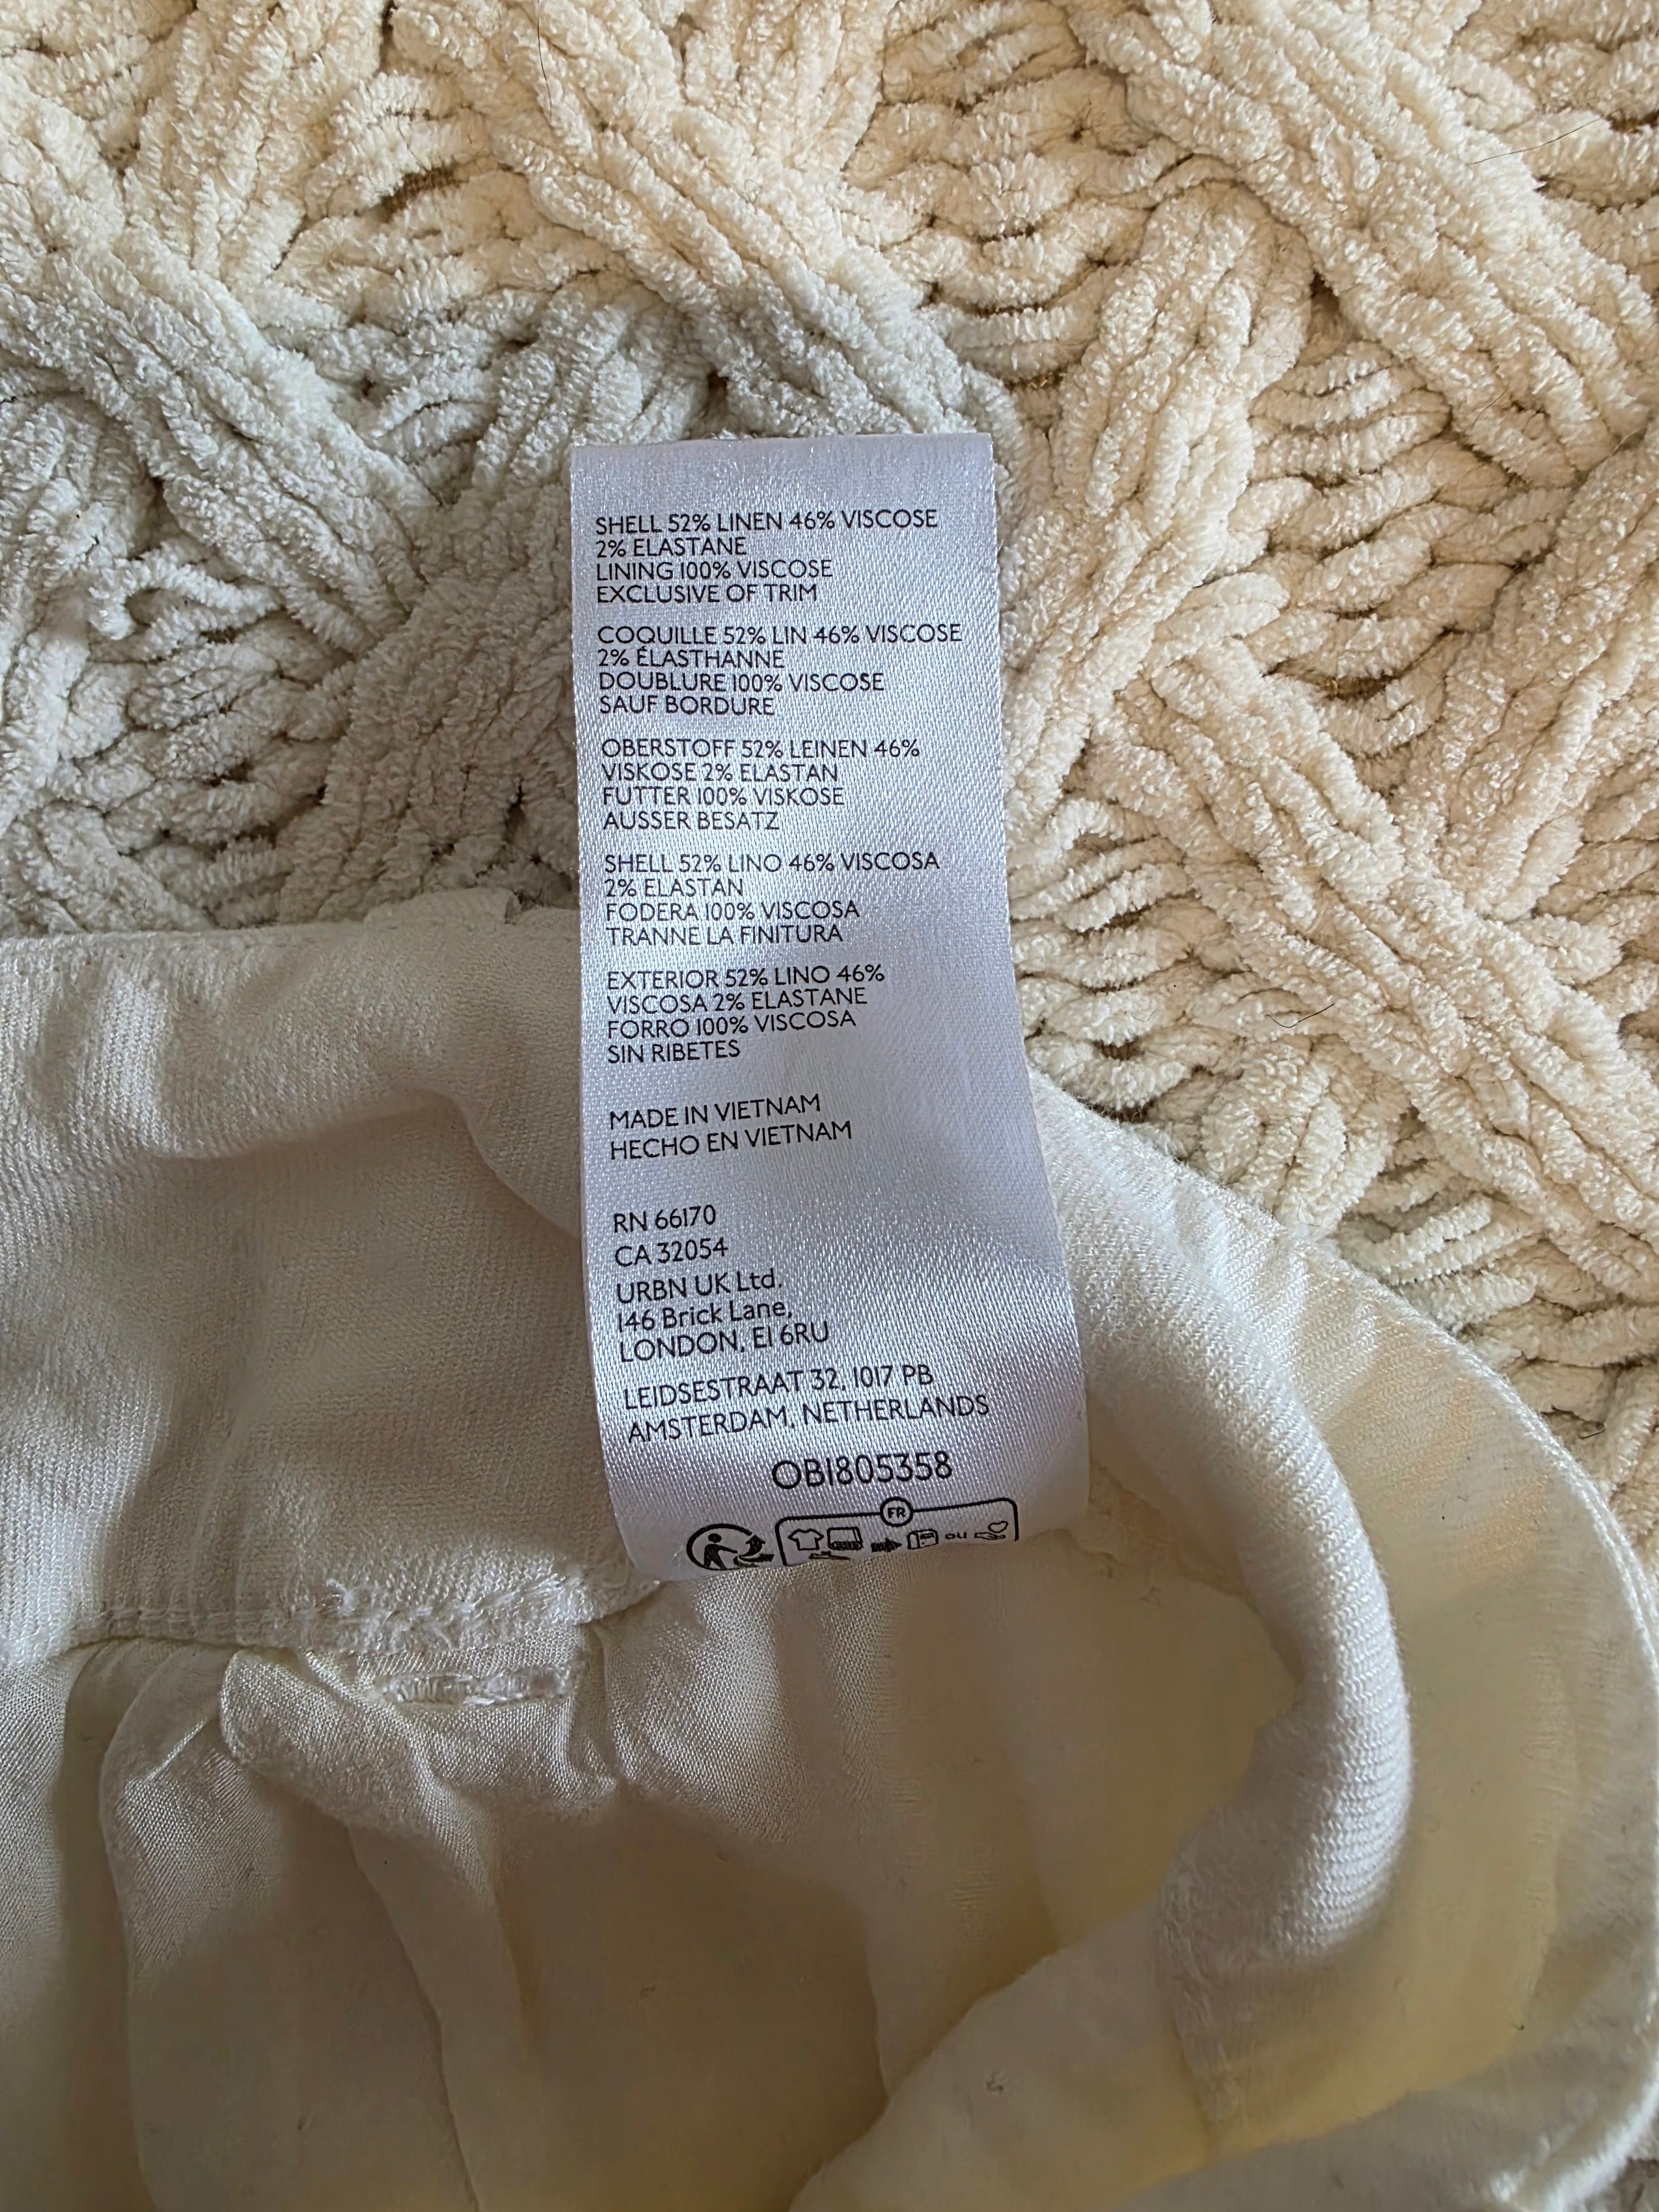 SHELL 52% LINEN 46% VISCOSE
2% ELASTANE
LINING 100% VISCOSE
EXCLUSIVE OF TRIM
COQUILLE 52% LIN 46% VISCOSE
2% ÉLASTHANNE
DOUBLURE 100% VISCOSE
SAUF BORDURE
OBERSTOFF 52% LEINEN 46%
VISKOSE 2% ELASTAN
FUTTER 100% VISKOSE
AUSSER BESATZ
SHELL 52% LINO 46% VISCOSA
2% ELASTAN
FODERA 100% VISCOSA
TRANNE LA FINITURA
EXTERIOR 52% LINO 46%
VISCOSA 2% ELASTANE
FORRO 100% VISCOSA
SIN RIBETES
MADE IN VIETNAM
HECHO EN VIETNAM
RN 66170
CA 32054
URBN UK Ltd.
146 Brick Lane,
LONDON, E1 6RU
LEIDSESTRAAT 32, 1017 PB
AMSTERDAM, NETHERLANDS
OB1805358
FR
ou